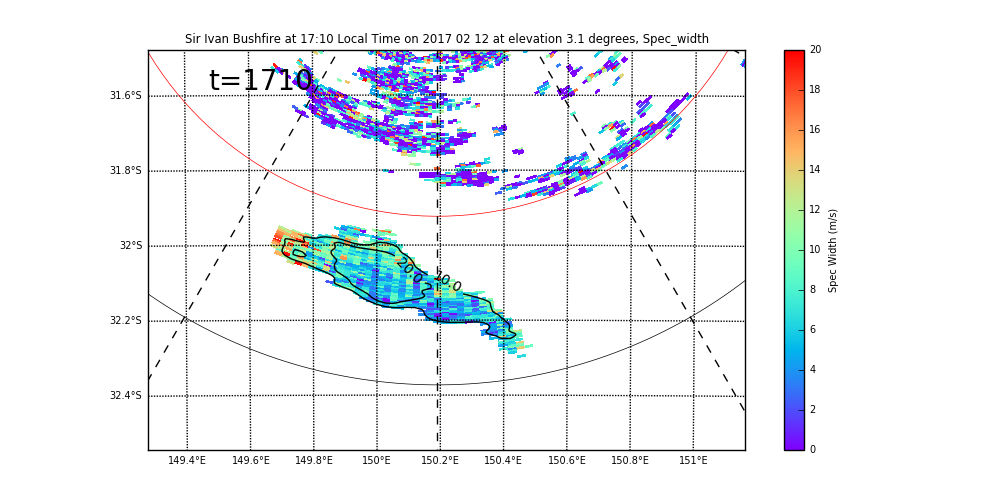 Sir Ivan Bushfire at 17:10 Local Time on 2017 02 12 at elevation 3.1 degrees, Spec_width
t=1710
31.6°S
31.8°S
32°S
32.2°S
32.4°S
20.0
10.0
149.4°E 149.6°E 149.8°E 150°E 150.2°E 150.4°E 150.6°E 150.8°E 151°E
20
18
16
14
12
10
8
6
4
2
0
Spec Width (m/s)